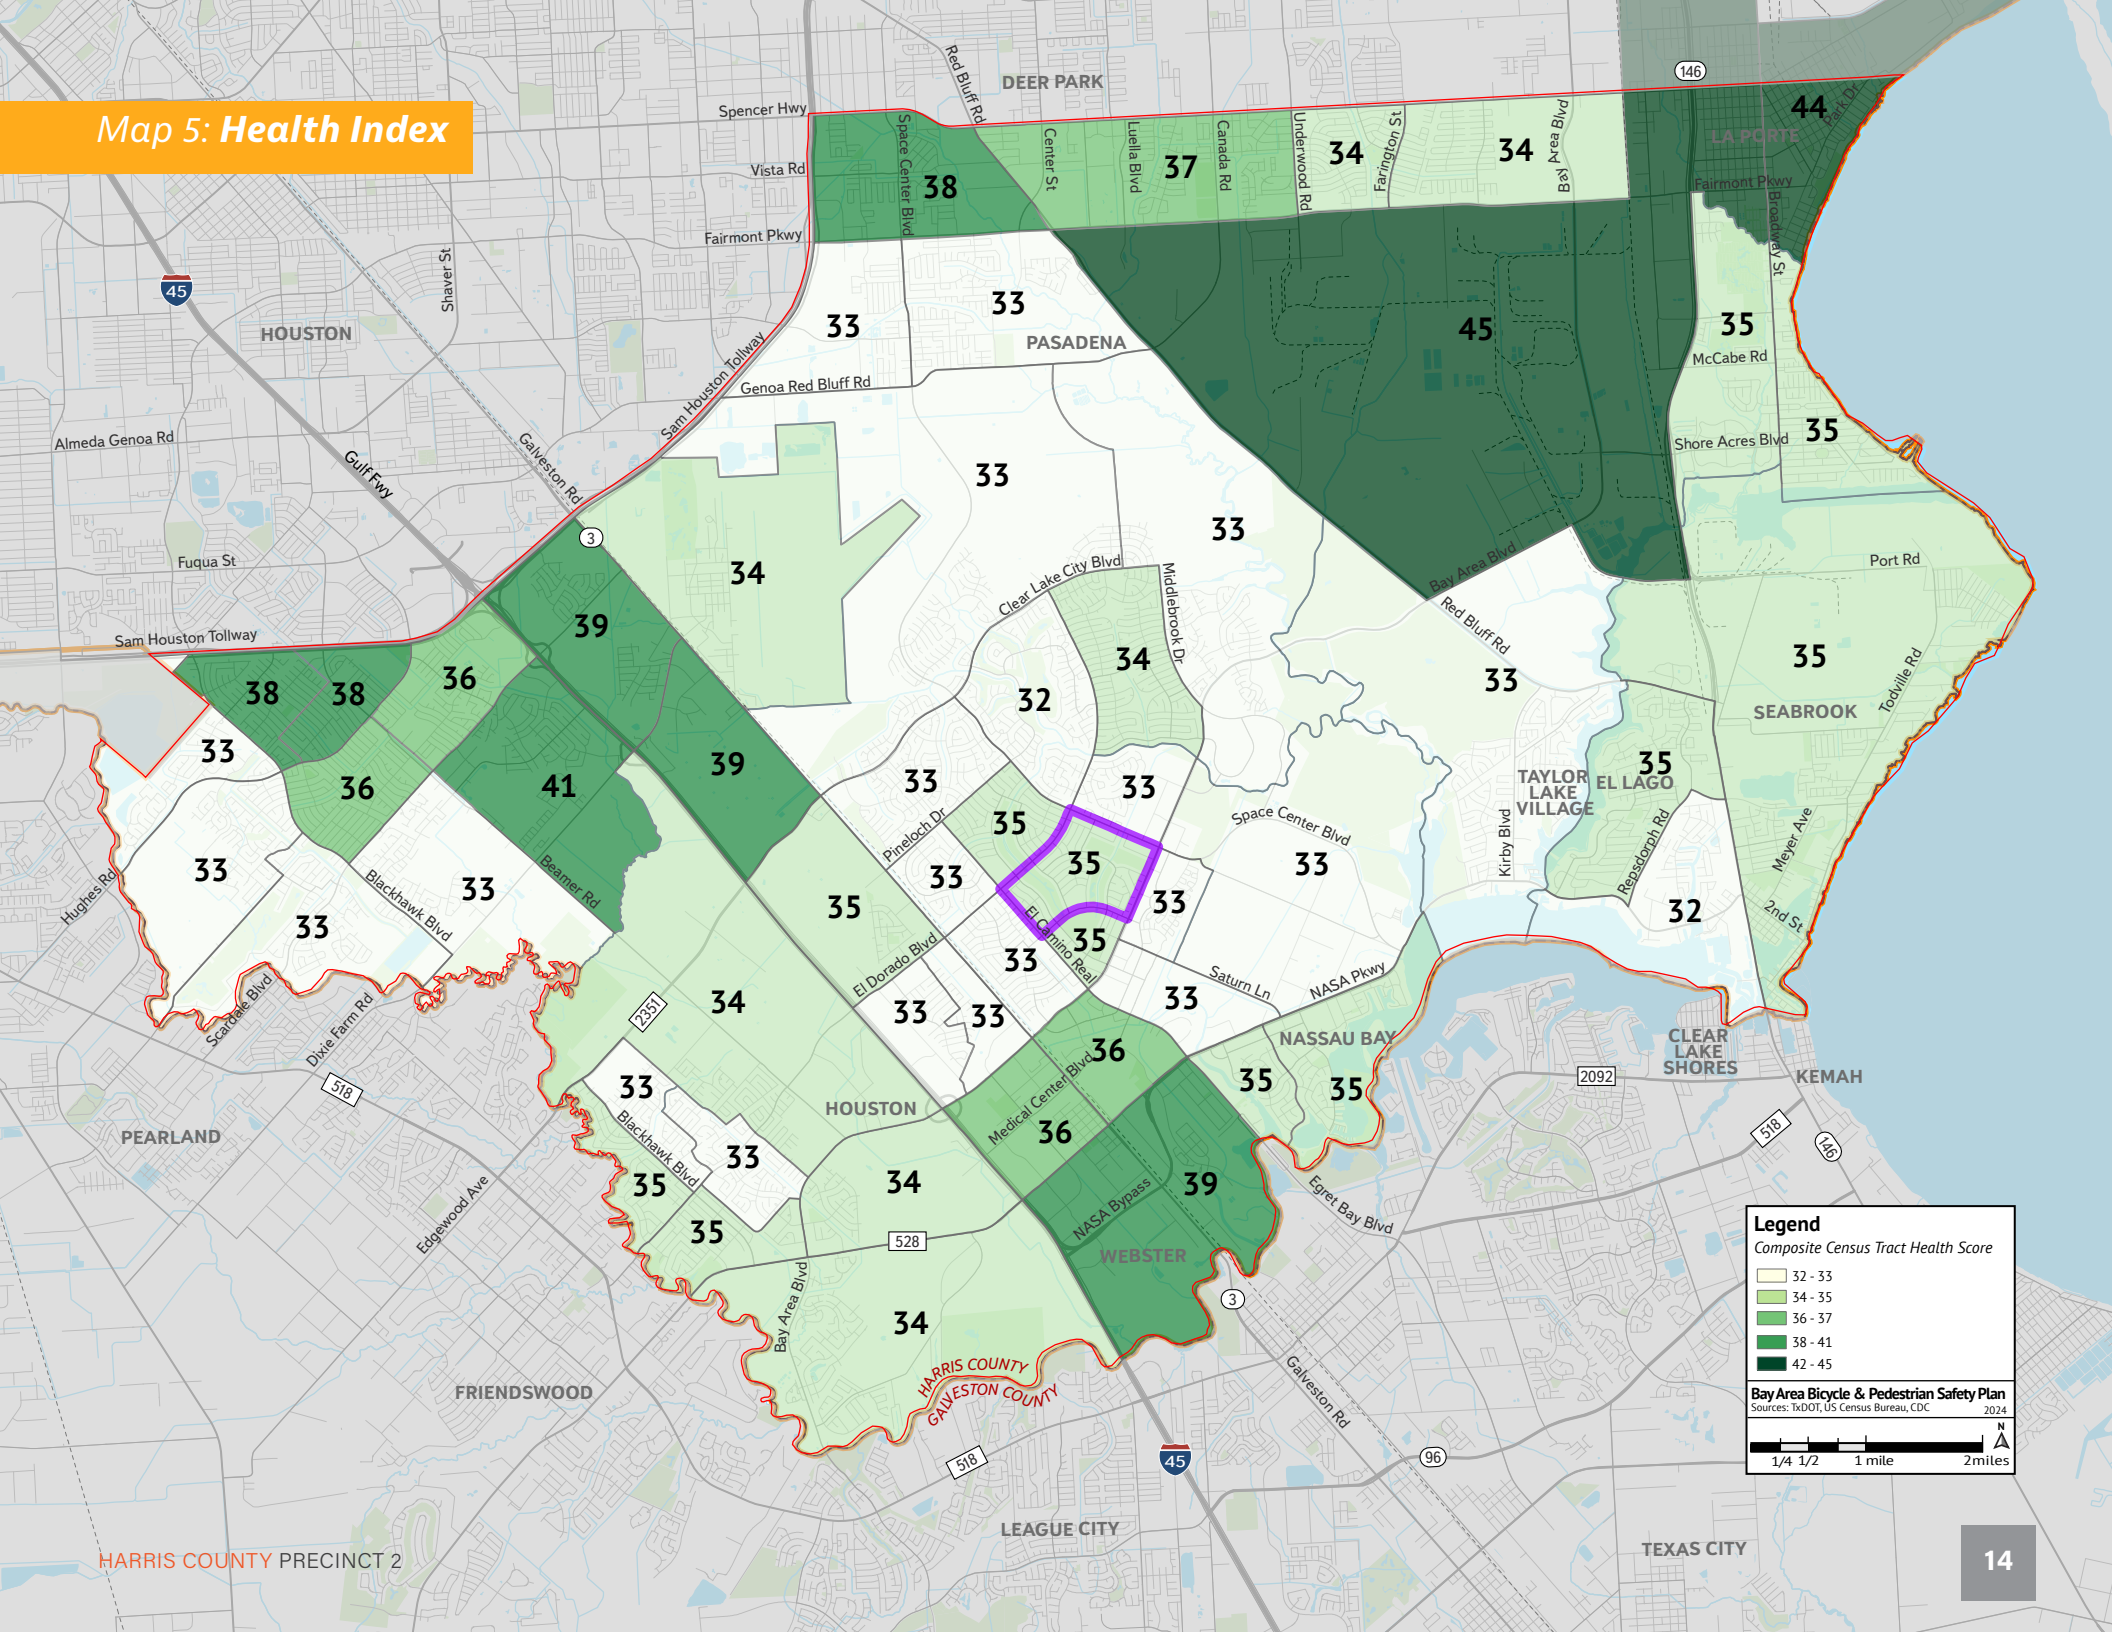 Map 5: Health Index
DEER PARK
146
Red Bluff Rd
Spencer Hwy
Space Center Blvd
Center St
Luella Blvd
Canada Rd
Underwood Rd
Farington St
Bay Area Blvd
Park Dr
44
LA PORTE
Vista Rd
38
37
34
34
Fairmont Pkwy
Fairmont Pkwy
Broadway St
45
Shaver St
HOUSTON
33
33
PASADENA
45
35
McCabe Rd
Sam Houston Tollway
Genoa Red Bluff Rd
Almeda Genoa Rd
Galveston Rd
Gulf Fwy
Shore Acres Blvd
35
33
33
3
Fuqua St
34
Clear Lake City Blvd
Middlebrook Dr
Bay Area Blvd
Red Bluff Rd
Port Rd
Sam Houston Tollway
39
36
38
38
34
32
33
35
SEABROOK
Todville Rd
33
36
41
39
33
33
35
TAYLOR
LAKE
VILLAGE
EL LAGO
Pineloch Dr
35
Space Center Blvd
Kirby Blvd
Repsdorph Rd
Meyer Ave
33
Hughes Rd
33
Blackhawk Blvd
Beamer Rd
33
35
33
35
33
33
32
2nd St
El Camino Real
35
33
El Dorado Blvd
Saturn Ln
NASA Pkwy
Scarsdale Blvd
Dixie Farm Rd
2351
34
33
33
33
NASSAU BAY
CLEAR
LAKE
SHORES
KEMAH
518
33
36
35
35
2092
PEARLAND
HOUSTON
Medical Center Blvd
36
518
146
Blackhawk Blvd
33
35
34
39
NASA Bypass
Egret Bay Blvd
Edgewood Ave
35
528
WEBSTER
Bay Area Blvd
34
3
HARRIS COUNTY
GALVESTON COUNTY
Galveston Rd
FRIENDSWOOD
518
45
96
LEAGUE CITY
TEXAS CITY
Legend
Composite Census Tract Health Score
32 - 33
34 - 35
36 - 37
38 - 41
42 - 45
Bay Area Bicycle & Pedestrian Safety Plan
Sources: TxDOT, US Census Bureau, CDC
2024
N
1/4 1/2 1 mile 2miles
HARRIS COUNTY PRECINCT 2
14